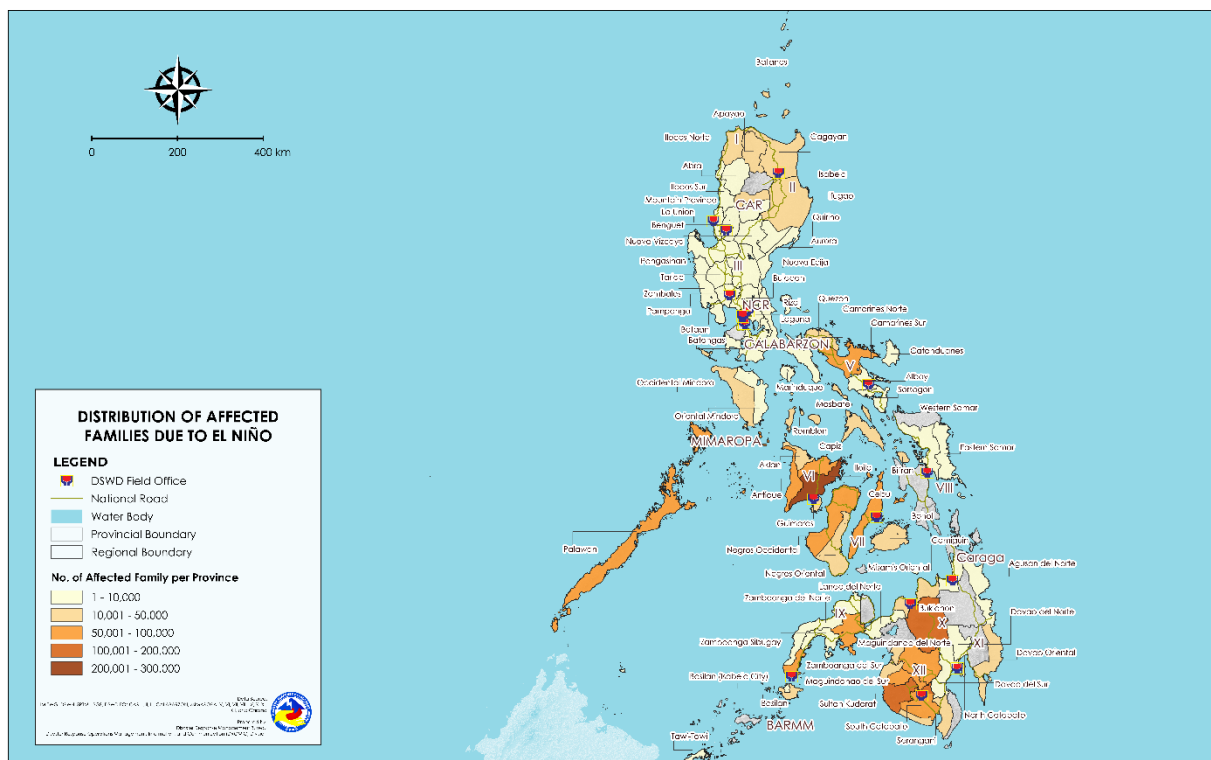 Batanes
Apayao
Ilocos Norte
I
Cagayan
Abra
Isabela
Ilocos Sur
II
Ifugao
Mountain Province
CAR
La Union
Quirino
Benguet
Nueva Vizcaya
Aurora
Pangasinan
III
Nueva Ecija
Tarlac
Bulacan
Zambales
Rizal
Quezon
Pampanga
NCR
Camarines Norte
Laguna
Camarines Sur
Bataan
Batangas
CALABARZON
Catanduanes
V
Albay
Occidental Mindoro
Marinduque
Sorsogon
Masbate
Western Samar
Oriental Mindoro
Romblon
MIMAROPA
Capiz
Eastern Samar
Aklan
VI
Iloilo
Biliran
Antique
Cebu
VIII
Guimaras
Bohol
Palawan
VII
Negros Occidental
Camiguin
Caraga
Misamis Oriental
Agusan del Norte
Negros Oriental
Lanao del Norte
Zamboanga del Norte
Bukidnon
IX
Davao del Norte
X
Zamboanga Sibugay
Maguindanao del Norte
XI
Davao Oriental
Zamboanga del Sur
XII
Basilan (Isabela City)
Maguindanao del Sur
Davao del Sur
Basilan
Sultan Kudarat
North Cotabato
BARMM
South Cotabato
Sarangani
Tawi-Tawi
0 200 400 km
DISTRIBUTION OF AFFECTED
FAMILIES DUE TO EL NIÑO
LEGEND
DSWD Field Office
National Road
Water Body
Provincial Boundary
Regional Boundary
No. of Affected Family per Province
1 - 10,000
10,001 - 50,000
50,001 - 100,000
100,001 - 200,000
200,001 - 300,000